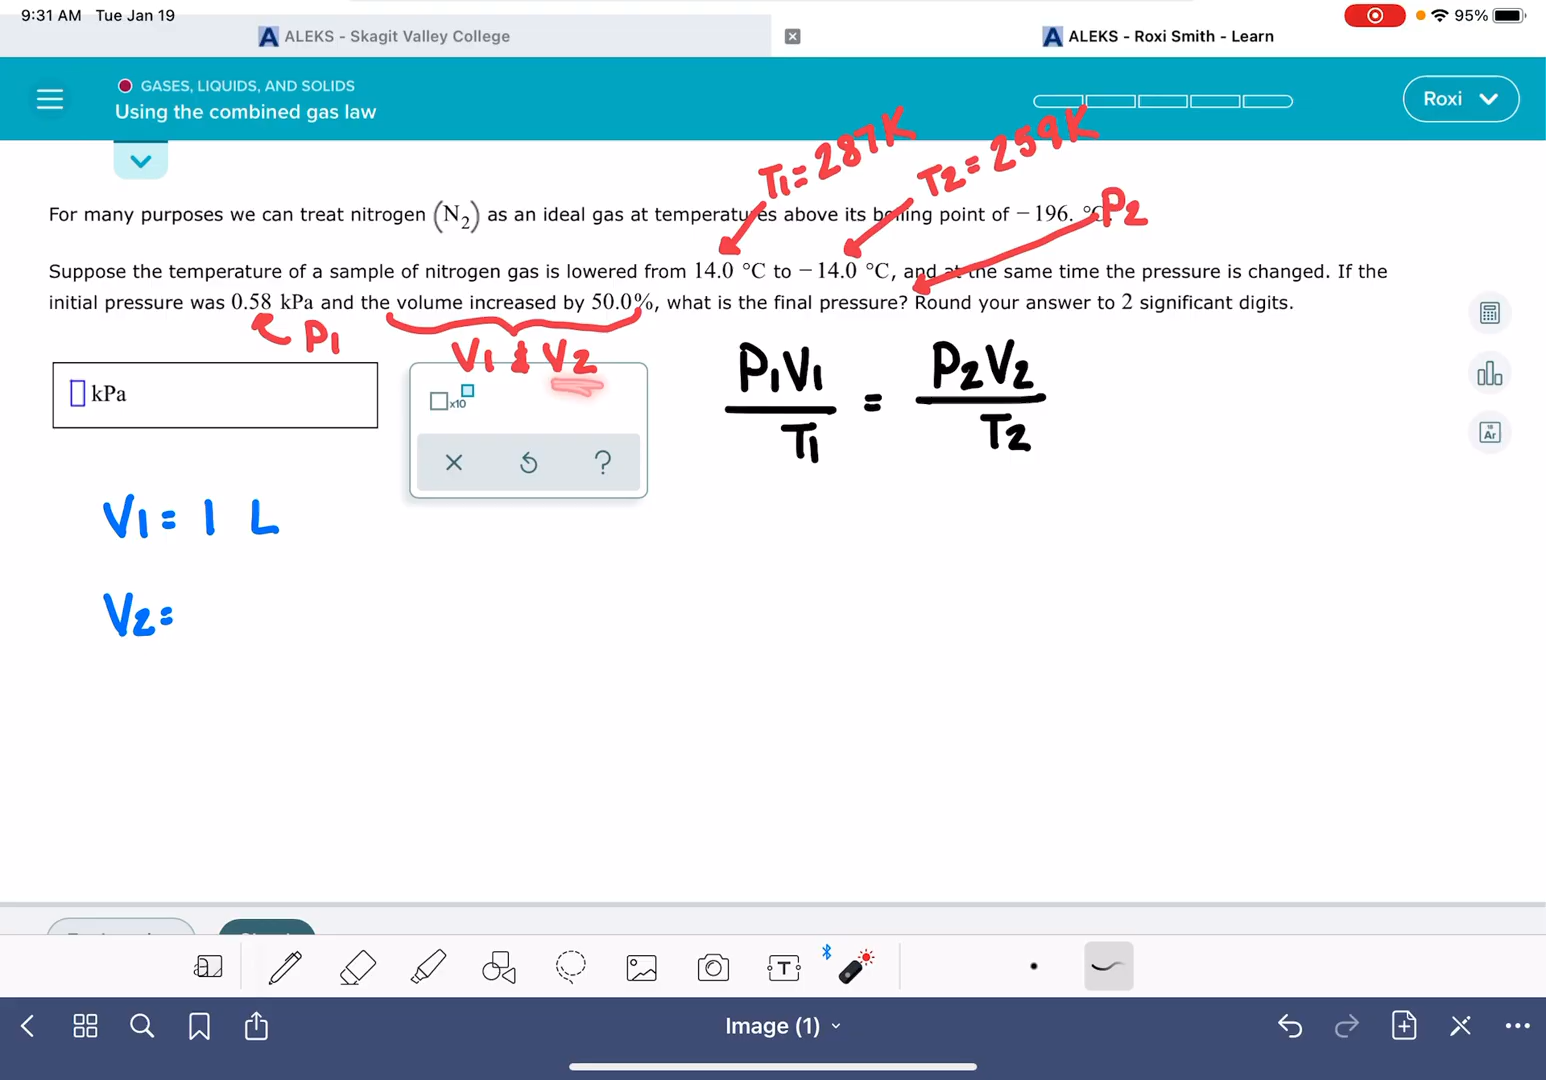 9:31 AM Tue Jan 19
95%
ALEKS - Skagit Valley College
ALEKS - Roxi Smith - Learn
GASES, LIQUIDS, AND SOLIDS
Using the combined gas law
Roxi
T1=287K
T2=259K
For many purposes we can treat nitrogen (N2) as an ideal gas at temperatures above its boiling point of −196. °C.
P2
Suppose the temperature of a sample of nitrogen gas is lowered from 14.0 °C to −14.0 °C, and at the same time the pressure is changed. If the
initial pressure was 0.58 kPa and the volume increased by 50.0%, what is the final pressure? Round your answer to 2 significant digits.
P1
V1 & V2
kPa
x10
?
P1V1 = P2V2
T1 T2
18
Ar
V1= 1 L
V2=
T
Image (1)